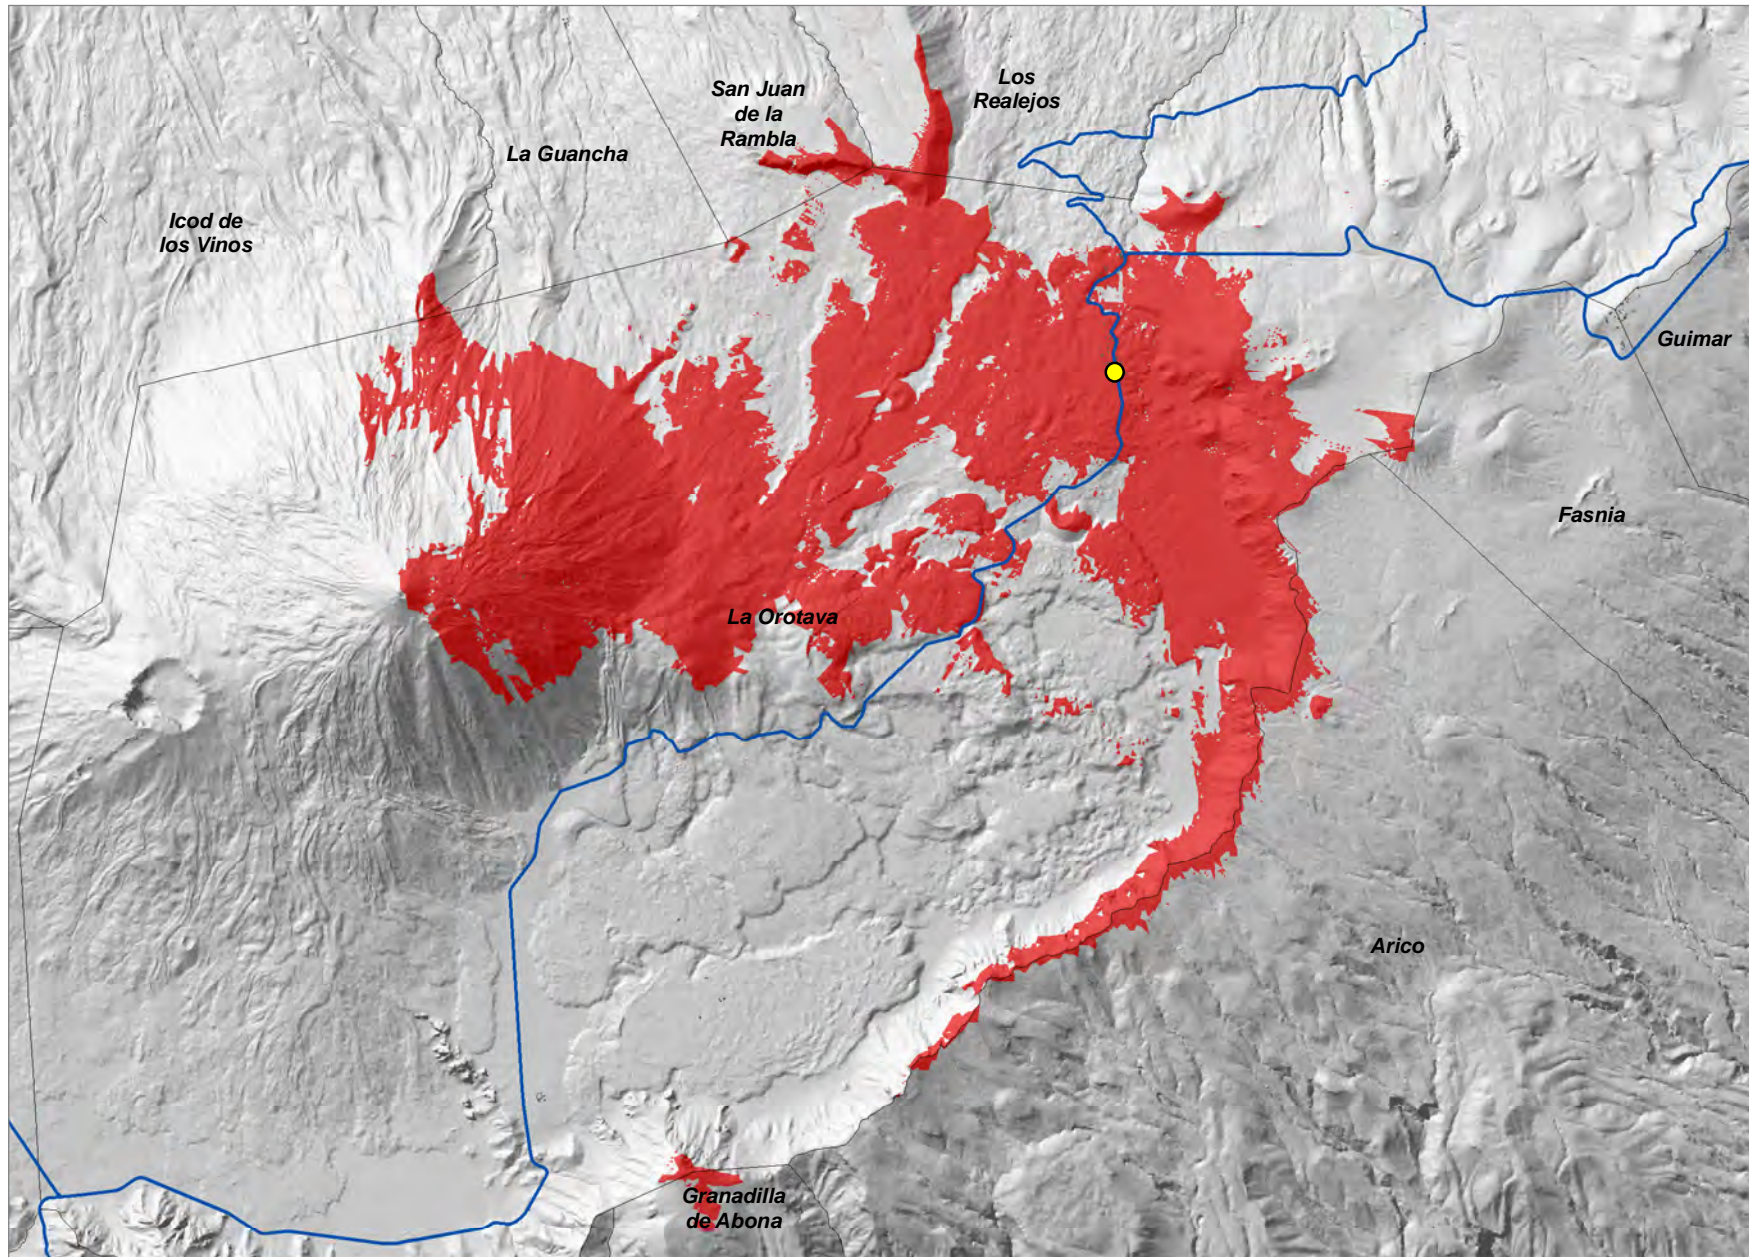 Los
Realejos
San Juan
de la
Rambla
La Guancha
Icod de
los Vinos
Guimar
Fasnia
La Orotava
Arico
Granadilla
de Abona